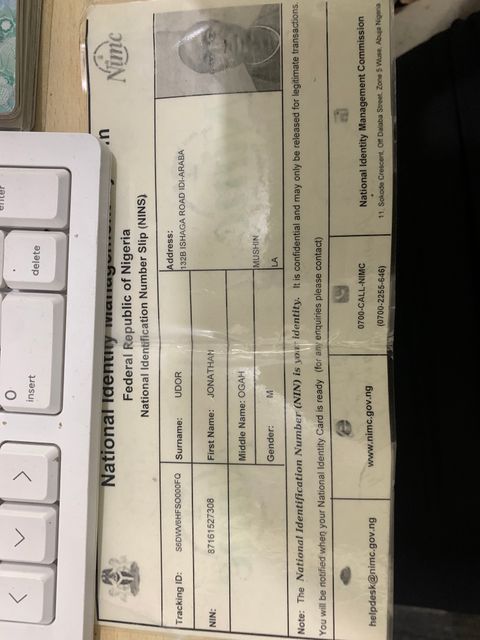 enter
O
insert
delete
National Identity
Federal Republic of Nigeria
Nimc
National Identification Number Slip (NINS)
Tracking ID:
Surname: UDOR
Address:
132B ISHAGA ROAD IDI-ARABA
NIN: 87161527308
First Name: JONATHAN
Middle Name: OGAH
MUSHIN
Gender: M
LA
Note: The National Identification Number (NIN) is your identity. It is confidential and may only be released for legitimate transactions.
You will be notified when your National Identity Card is ready (for any enquiries please contact)
helpdesk@nimc.gov.ng
www.nimc.gov.ng
0700-CALL-NIMC
(0700-2255-646)
National Identity Management Commission
11, Sokode Crescent, Off Dalaba Street, Zone 5 Wuse, Abuja Nigeria